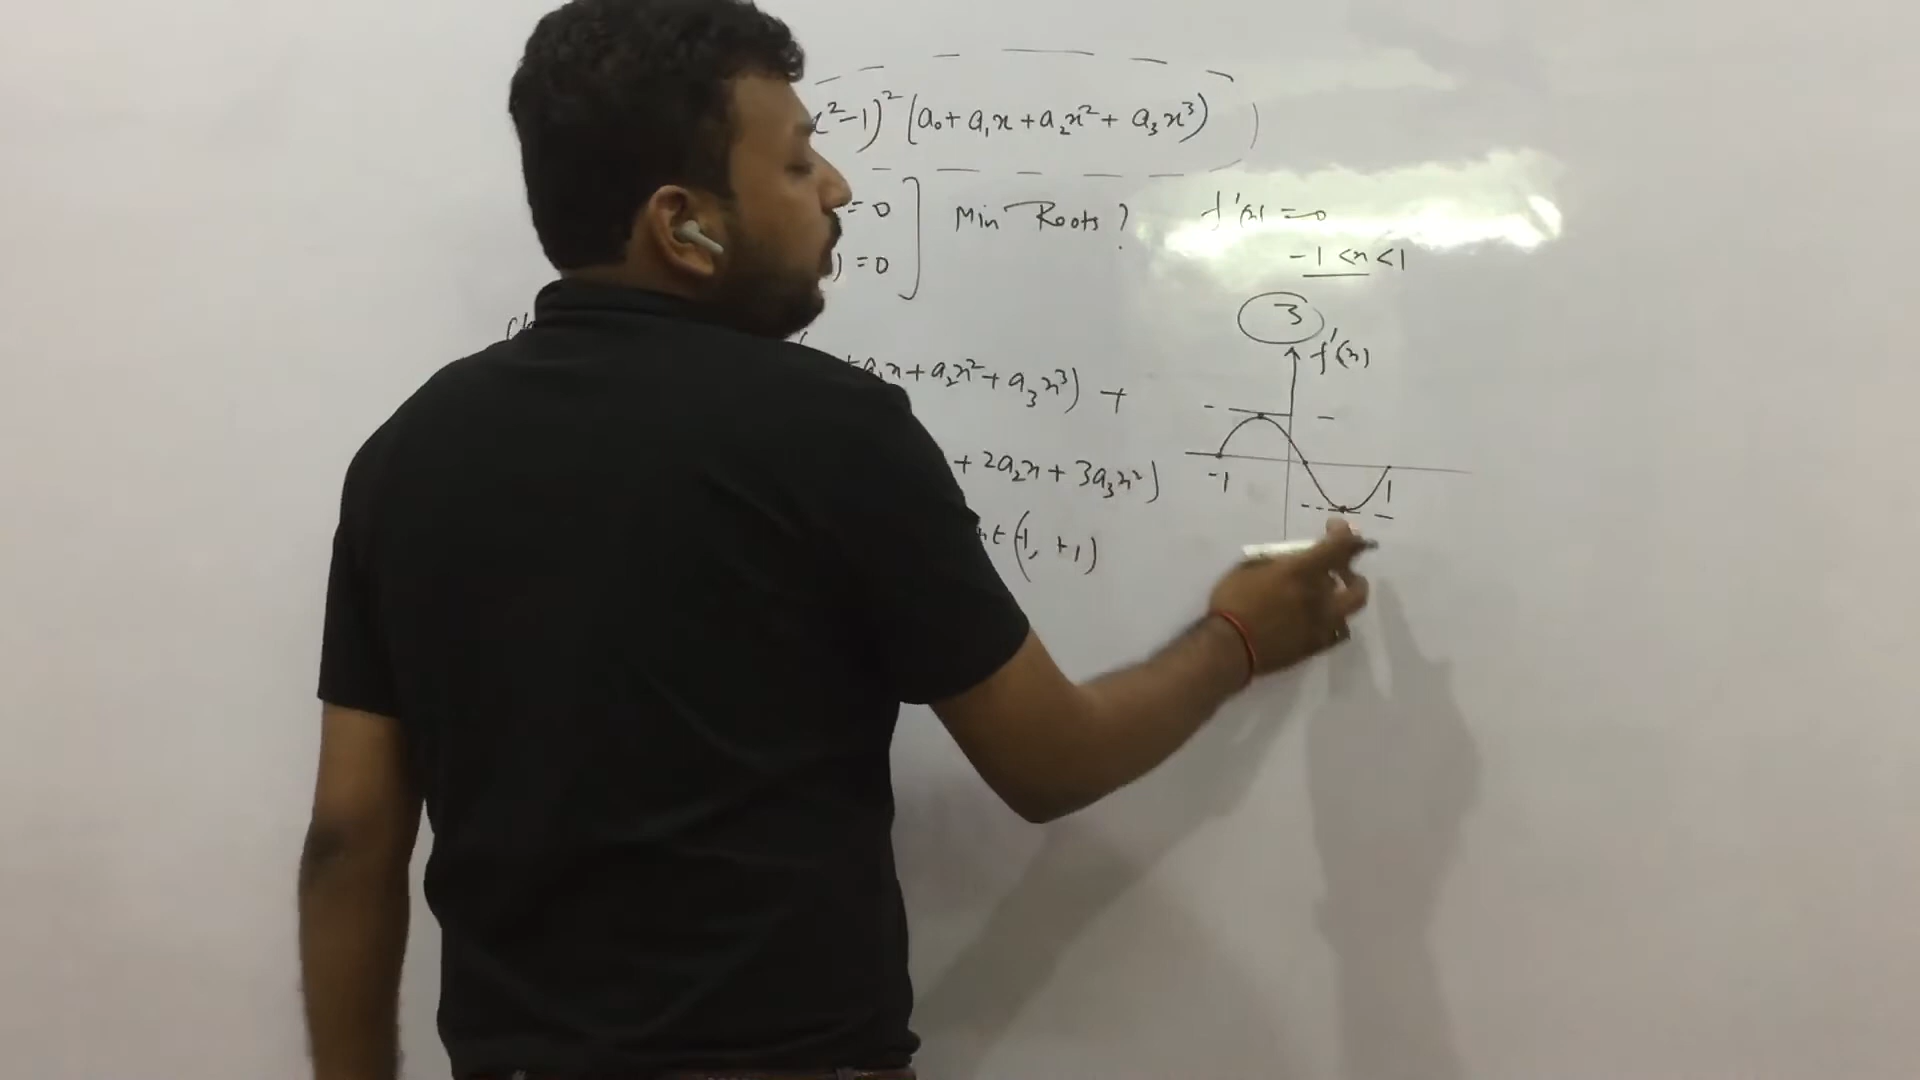 x²-1)² (a₀ + a₁x + a₂x² + a₃x³)
= 0
Min Roots ?
f'(x) = 0
) = 0
-1 < x < 1
3
f'(x)
+ a₁x + a₂x² + a₃x³) +
+ 2a₂x + 3a₃x²)
-1
1
(-1, +1)